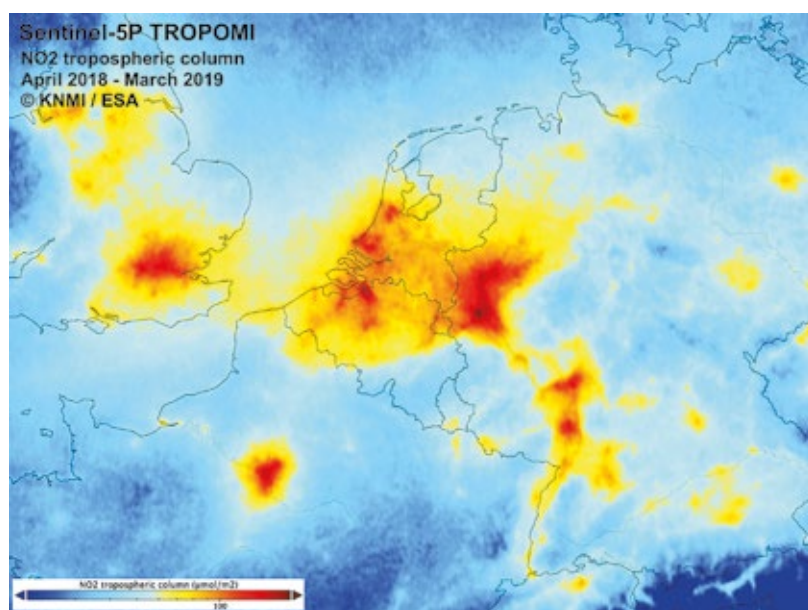 Sentinel-5P TROPOMI
NO2 tropospheric column
April 2018 - March 2019
© KNMI / ESA
NO2 tropospheric column (µmol/m2)
100